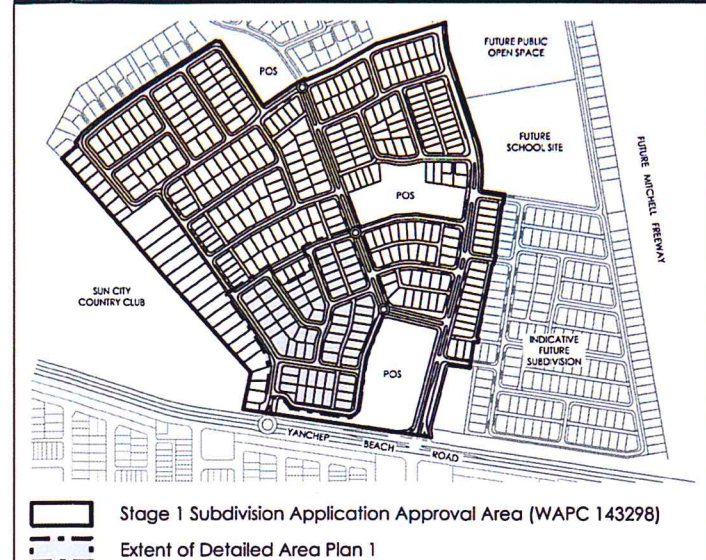 FUTURE PUBLIC
OPEN SPACE
POS
FUTURE
SCHOOL SITE
FUTURE MITCHELL FREEWAY
POS
SUN CITY
COUNTRY CLUB
INDICATIVE
FUTURE
SUBDIVISION
POS
YANCHEP BEACH ROAD
Stage 1 Subdivision Application Approval Area (WAPC 143298)
Extent of Detailed Area Plan 1